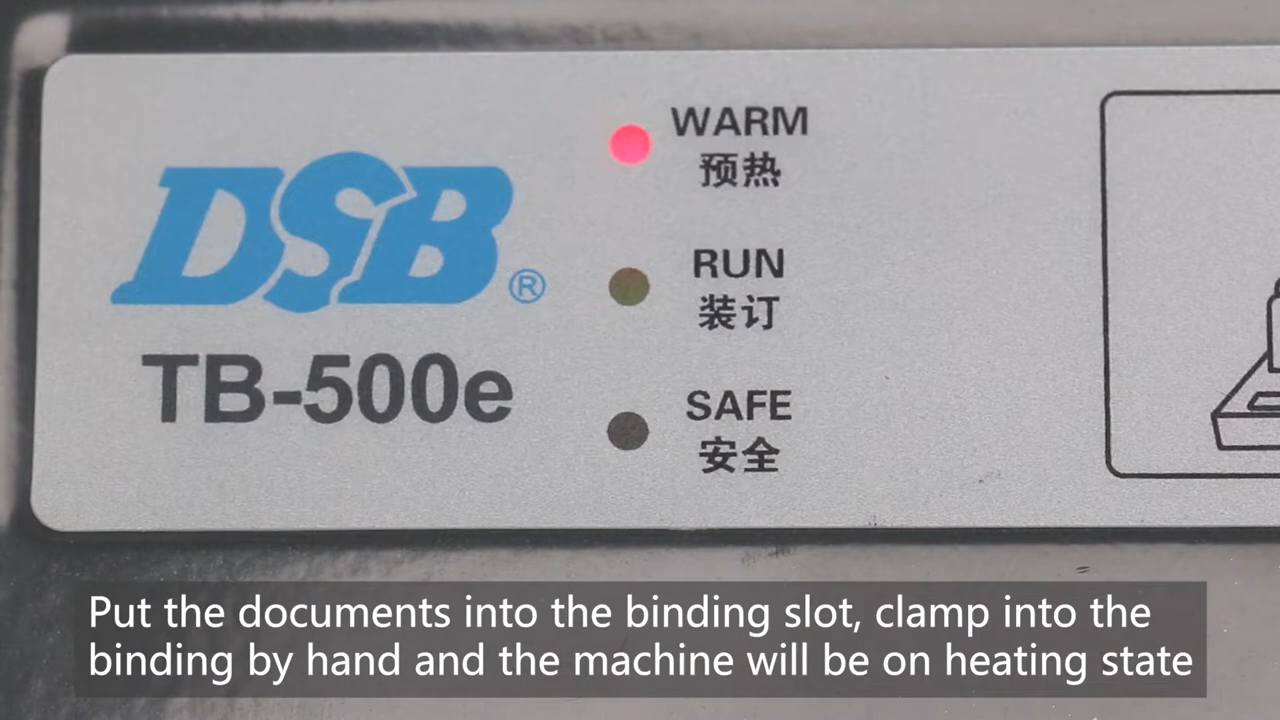 DSB®
TB-500e
WARM
预热
RUN
装订
SAFE
安全
Put the documents into the binding slot, clamp into the
binding by hand and the machine will be on heating state